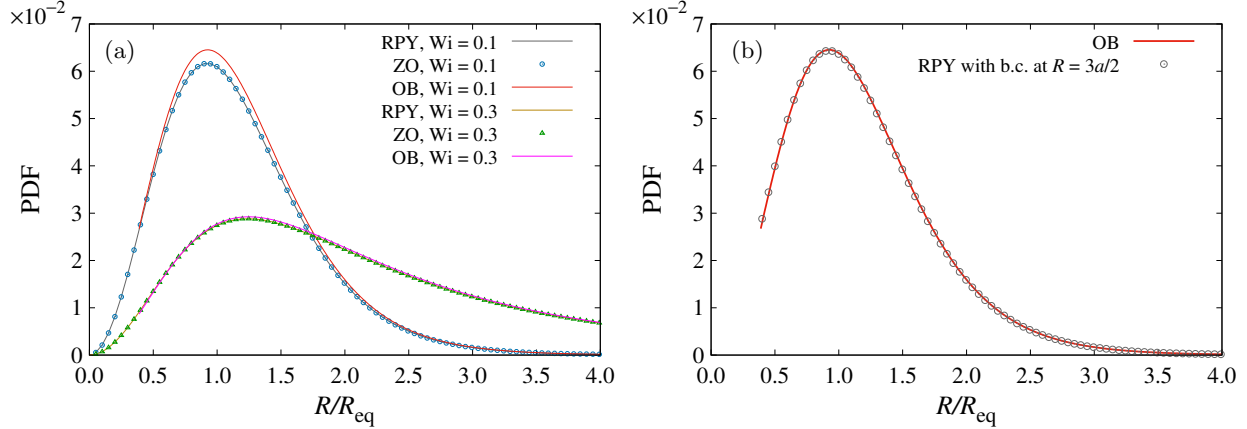 ×10⁻²
7
6
5
4
3
2
1
0
PDF
(a)
RPY, Wi = 0.1
ZO, Wi = 0.1
OB, Wi = 0.1
RPY, Wi = 0.3
ZO, Wi = 0.3
OB, Wi = 0.3
0.0 0.5 1.0 1.5 2.0 2.5 3.0 3.5 4.0
R/Req
×10⁻²
7
6
5
4
3
2
1
0
PDF
(b)
OB
RPY with b.c. at R = 3a/2
0.0 0.5 1.0 1.5 2.0 2.5 3.0 3.5 4.0
R/Req